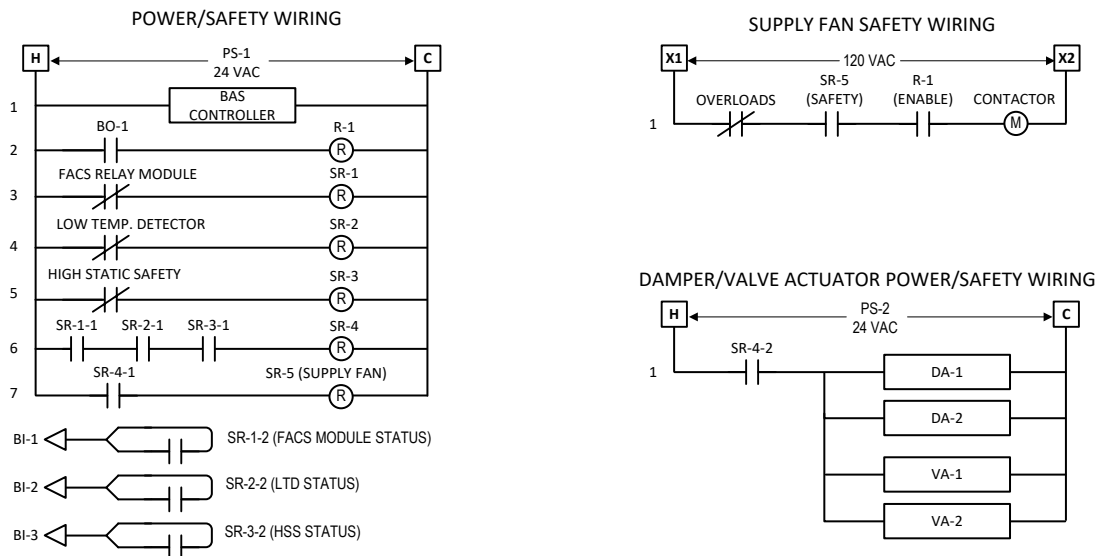 POWER/SAFETY WIRING
H
PS-1
24 VAC
C
1
BAS
CONTROLLER
2
BO-1
R-1
R
3
FACS RELAY MODULE
SR-1
R
4
LOW TEMP. DETECTOR
SR-2
R
5
HIGH STATIC SAFETY
SR-3
R
6
SR-1-1
SR-2-1
SR-3-1
SR-4
R
7
SR-4-1
SR-5 (SUPPLY FAN)
R
BI-1
SR-1-2 (FACS MODULE STATUS)
BI-2
SR-2-2 (LTD STATUS)
BI-3
SR-3-2 (HSS STATUS)
SUPPLY FAN SAFETY WIRING
X1
120 VAC
X2
1
OVERLOADS
SR-5
(SAFETY)
R-1
(ENABLE)
CONTACTOR
M
DAMPER/VALVE ACTUATOR POWER/SAFETY WIRING
H
PS-2
24 VAC
C
1
SR-4-2
DA-1
DA-2
VA-1
VA-2